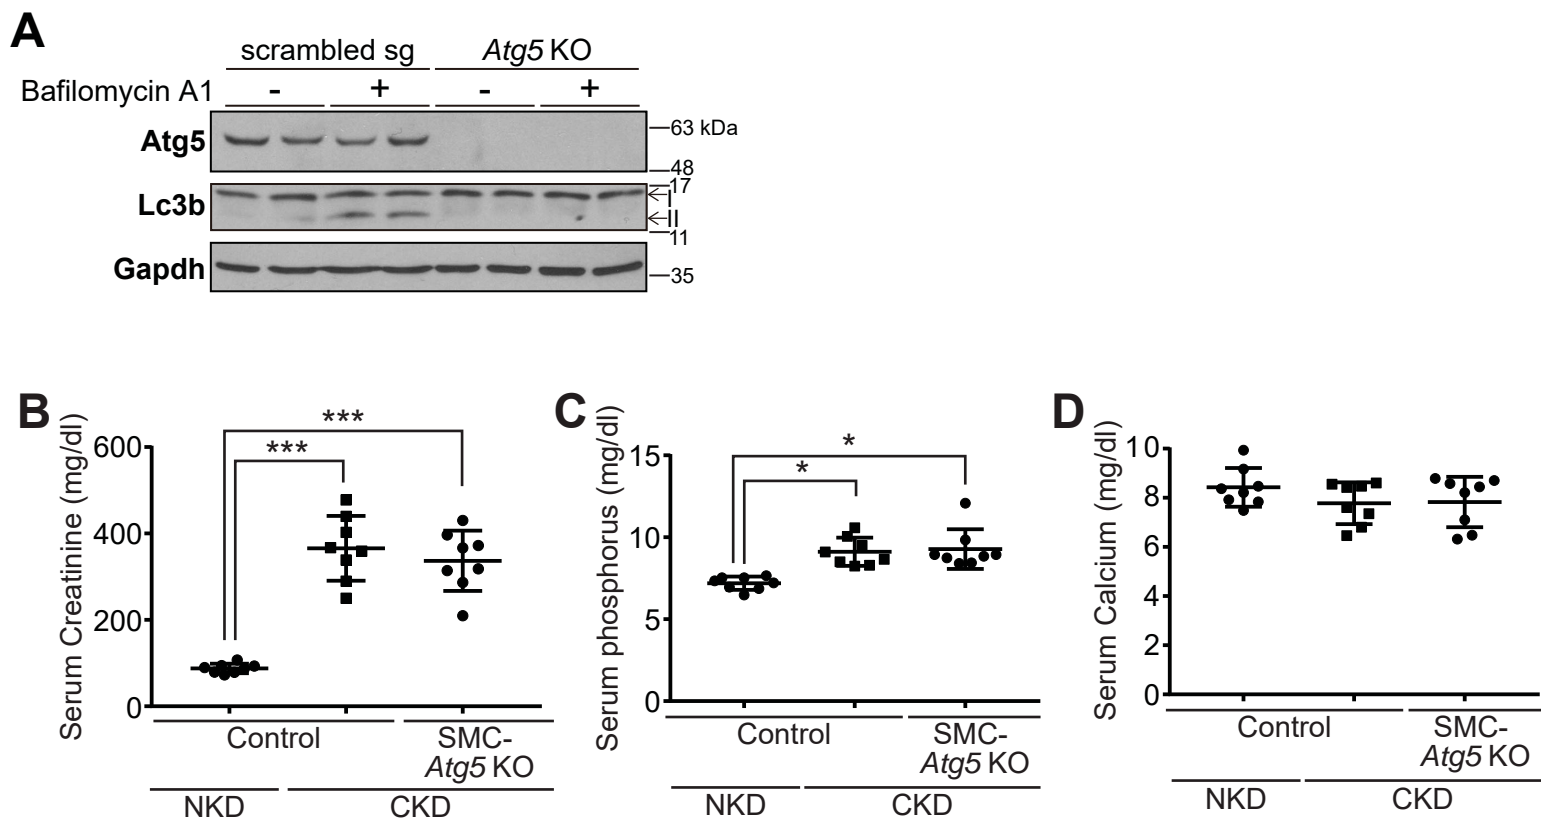 A
scrambled sg Atg5 KO
Bafilomycin A1 - + - +
Atg5
63 kDa
48
Lc3b
17
I
II
11
Gapdh
35
B
Serum Creatinine (mg/dl)
600
400
200
0
***
***
Control SMC-
Atg5 KO
NKD CKD
C
Serum phosphorus (mg/dl)
15
10
5
0
*
*
Control SMC-
Atg5 KO
NKD CKD
D
Serum Calcium (mg/dl)
10
8
6
4
2
0
Control SMC-
Atg5 KO
NKD CKD